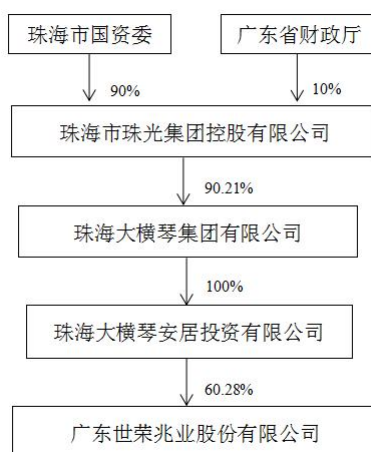 珠海市国资委
广东省财政厅
90%
10%
珠海市珠光集团控股有限公司
90.21%
珠海大横琴集团有限公司
100%
珠海大横琴安居投资有限公司
60.28%
广东世荣兆业股份有限公司